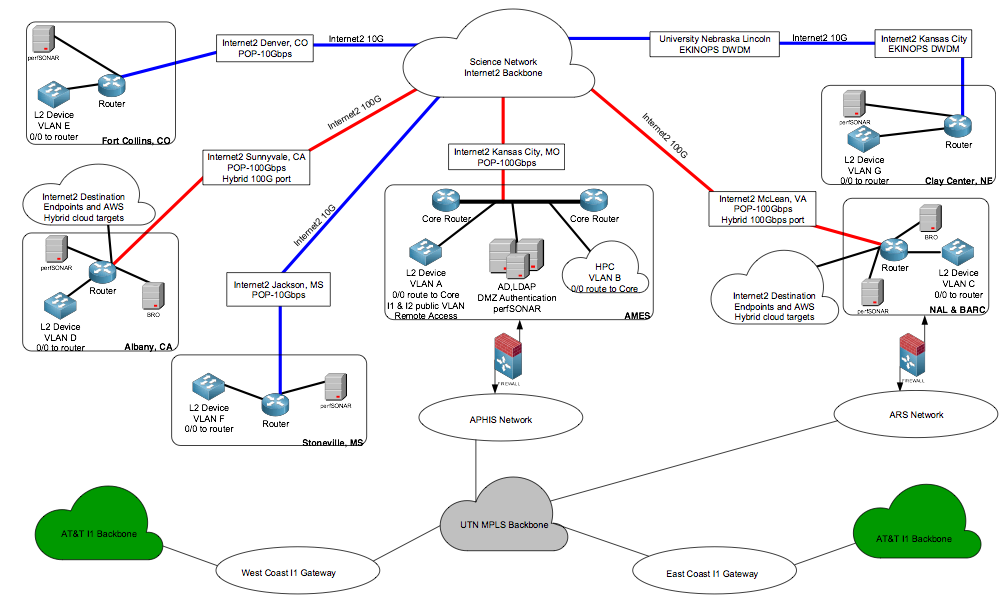 perfSONAR
Router
L2 Device
VLAN E
0/0 to router
Fort Collins, CO
Internet2 Denver, CO
POP-10Gbps
Internet2 10G
Science Network
Internet2 Backbone
University Nebraska Lincoln
EKINOPS DWDM
Internet2 10G
Internet2 Kansas City
EKINOPS DWDM
perfSONAR
Router
L2 Device
VLAN G
0/0 to router
Clay Center, NE
Internet2 100G
Internet2 Sunnyvale, CA
POP-100Gbps
Hybrid 100G port
Internet2 Destination
Endpoints and AWS
Hybrid cloud targets
perfSONAR
Router
BRO
L2 Device
VLAN D
0/0 to router
Albany, CA
Internet2 10G
Internet2 Jackson, MS
POP-10Gbps
L2 Device
VLAN F
0/0 to router
Router
perfSONAR
Stoneville, MS
Internet2 Kansas City, MO
POP-100Gbps
Core Router
Core Router
L2 Device
VLAN A
0/0 route to Core
I1 & I2 public VLAN
Remote Access
AD,LDAP
DMZ Authentication
perfSONAR
HPC
VLAN B
0/0 route to Core
AMES
Internet2 100G
Internet2 McLean, VA
POP-100Gbps
Hybrid 100Gbps port
Internet2 Destination
Endpoints and AWS
Hybrid cloud targets
BRO
Router
perfSONAR
L2 Device
VLAN C
0/0 to router
NAL & BARC
FIREWALL
APHIS Network
FIREWALL
ARS Network
AT&T I1 Backbone
West Coast I1 Gateway
UTN MPLS Backbone
East Coast I1 Gateway
AT&T I1 Backbone